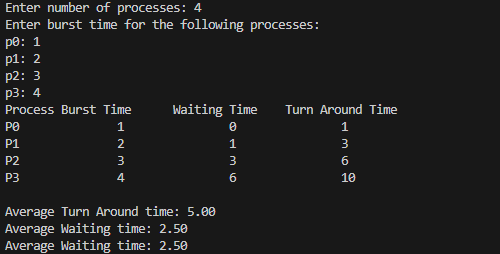 Enter number of processes: 4
Enter burst time for the following processes:
p0: 1
p1: 2
p2: 3
p3: 4
Process Burst Time      Waiting Time    Turn Around Time
P0              1               0               1
P1              2               1               3
P2              3               3               6
P3              4               6               10

Average Turn Around time: 5.00
Average Waiting time: 2.50
Average Waiting time: 2.50